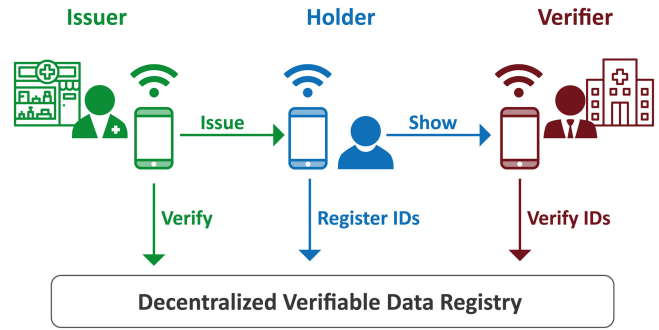 Issuer
Holder
Verifier
Issue
Show
Verify
Register IDs
Verify IDs
Decentralized Verifiable Data Registry